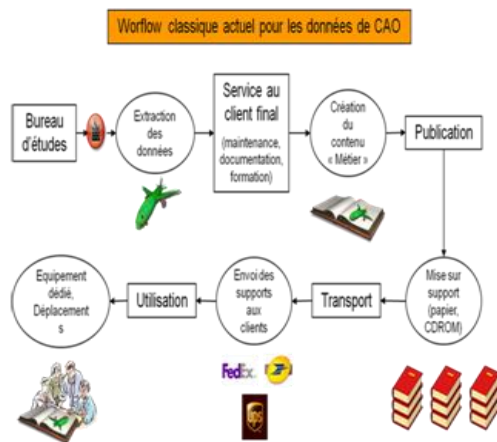 Worflow classique actuel pour les données de CAO
Bureau
d'études
Extraction
des
données
Service au
client final
(maintenance,
documentation,
formation)
Création
du
contenu
« Métier »
Publication
Equipement
dédié,
Déplacement
s
Utilisation
Envoi des
supports
aux
clients
Transport
Mise sur
support
(papier,
CDROM)
FedEx
ups